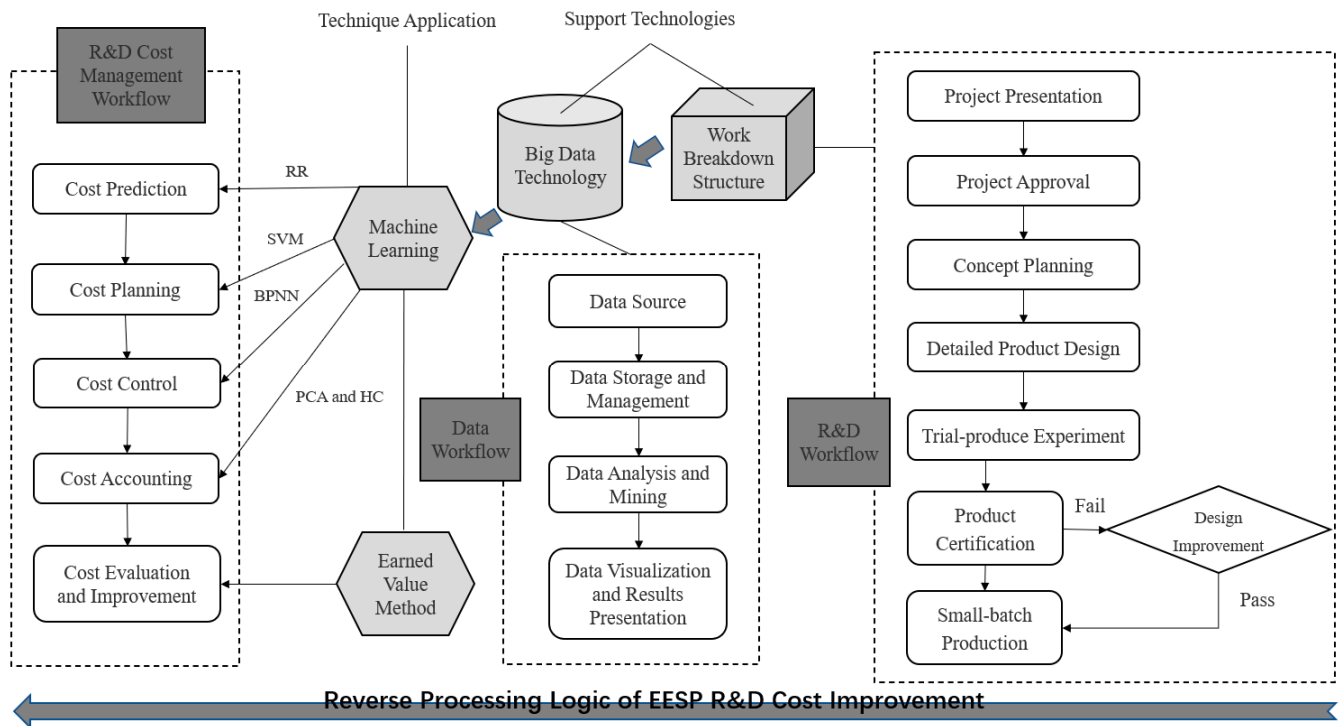 Technique Application
Support Technologies
R&D Cost
Management
Workflow
Cost Prediction
Cost Planning
Cost Control
Cost Accounting
Cost Evaluation
and Improvement
RR
SVM
BPNN
PCA and HC
Machine
Learning
Earned
Value
Method
Big Data
Technology
Work
Breakdown
Structure
Data
Workflow
Data Source
Data Storage and
Management
Data Analysis and
Mining
Data Visualization
and Results
Presentation
R&D
Workflow
Project Presentation
Project Approval
Concept Planning
Detailed Product Design
Trial-produce Experiment
Product
Certification
Fail
Design
Improvement
Pass
Small-batch
Production
Reverse Processing Logic of EESP R&D Cost Improvement